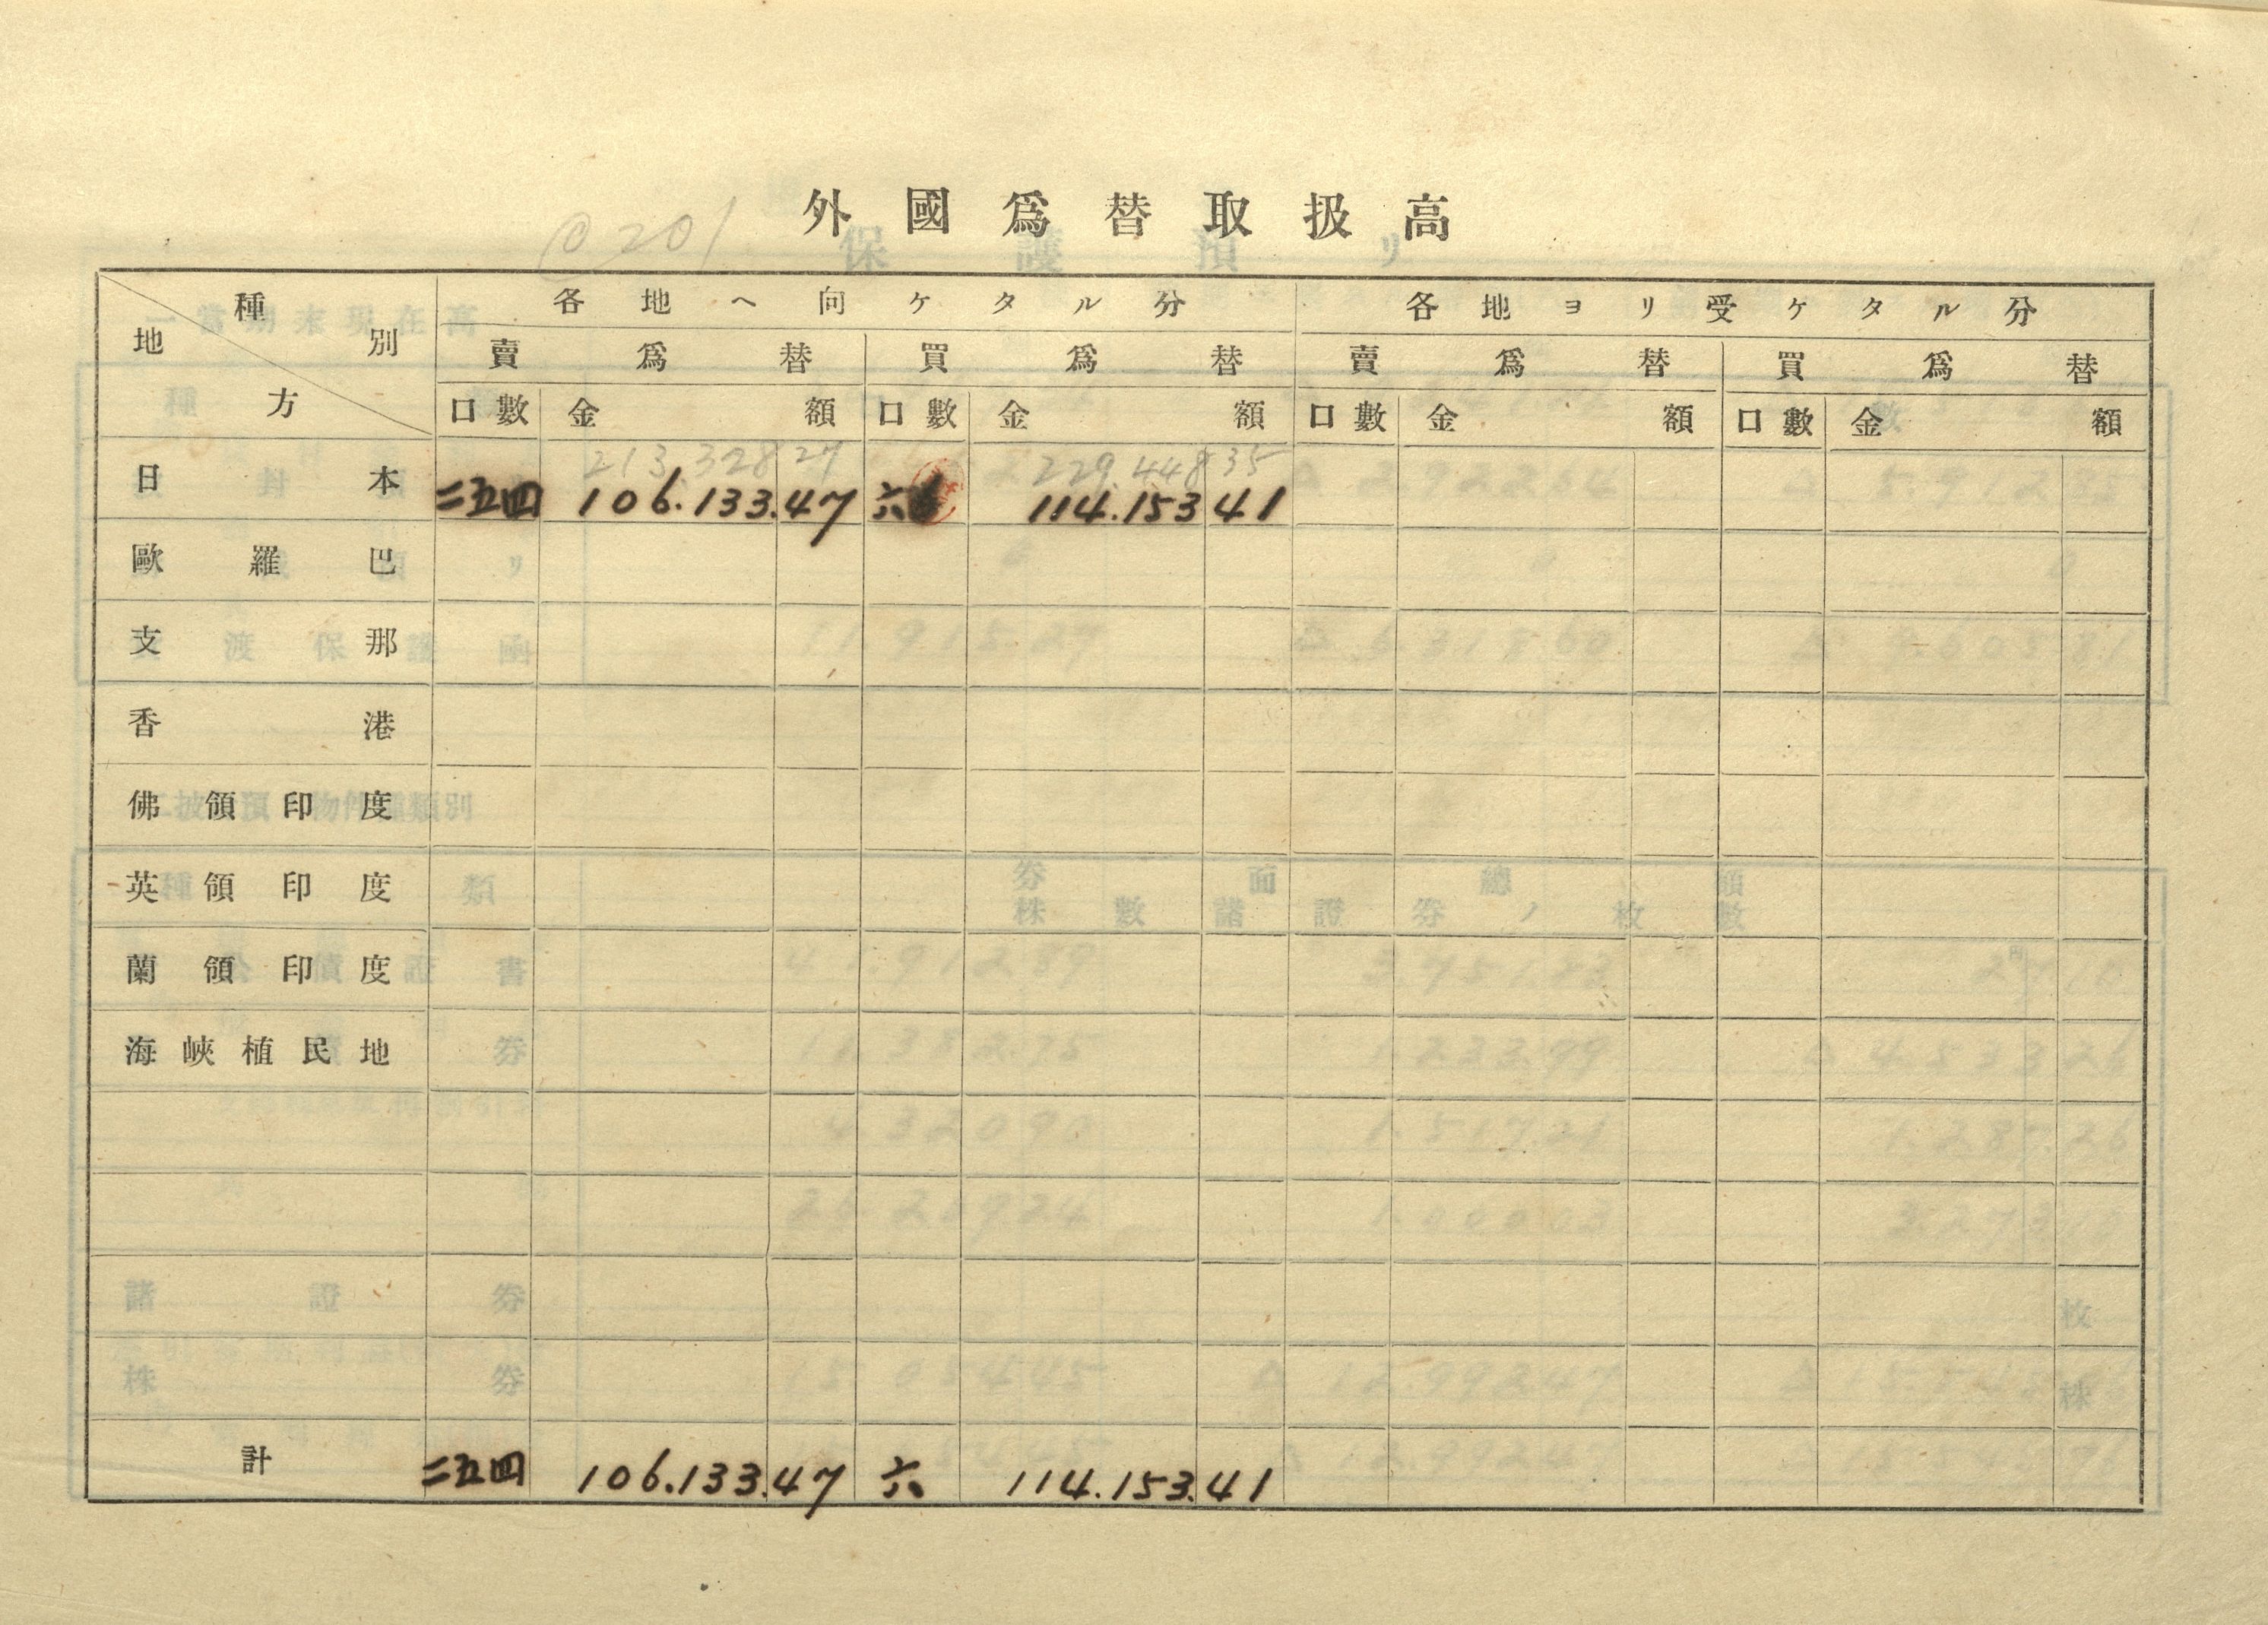 外國爲替取扱高
@201
種別 地方 各地ヘ向ケタル分 各地ヨリ受ケタル分
賣爲替 買爲替 賣爲替 買爲替
口數 金額 口數 金額 口數 金額 口數 金額
213.328 27 229.448 35
日本 二五四 106.133.47 六 114.153 41
歐羅巴
支那
香港
佛領印度
英領印度
蘭領印度
海峽植民地
計 二五四 106.133.47 六 114.153.41